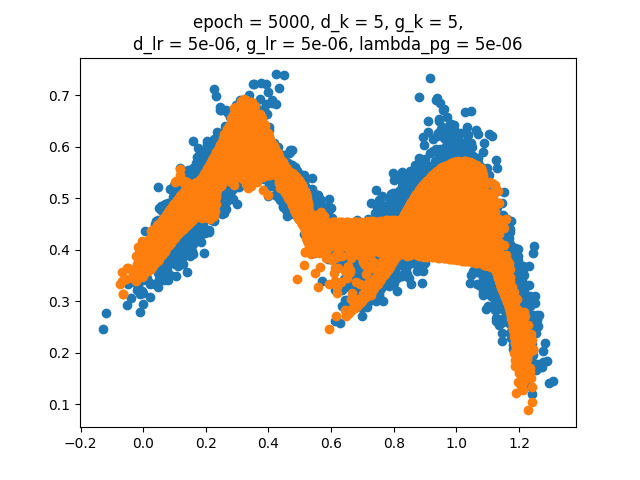 epoch = 5000, d_k = 5, g_k = 5,
d_lr = 5e-06, g_lr = 5e-06, lambda_pg = 5e-06
0.7
0.6
0.5
0.4
0.3
0.2
0.1
−0.2 0.0 0.2 0.4 0.6 0.8 1.0 1.2